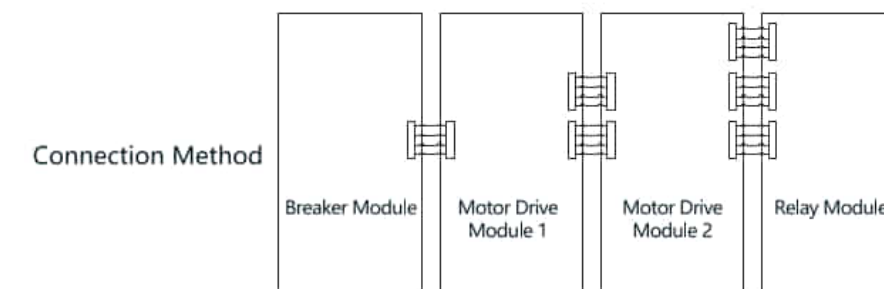 Connection Method
Breaker Module
Motor Drive
Module 1
Motor Drive
Module 2
Relay Module